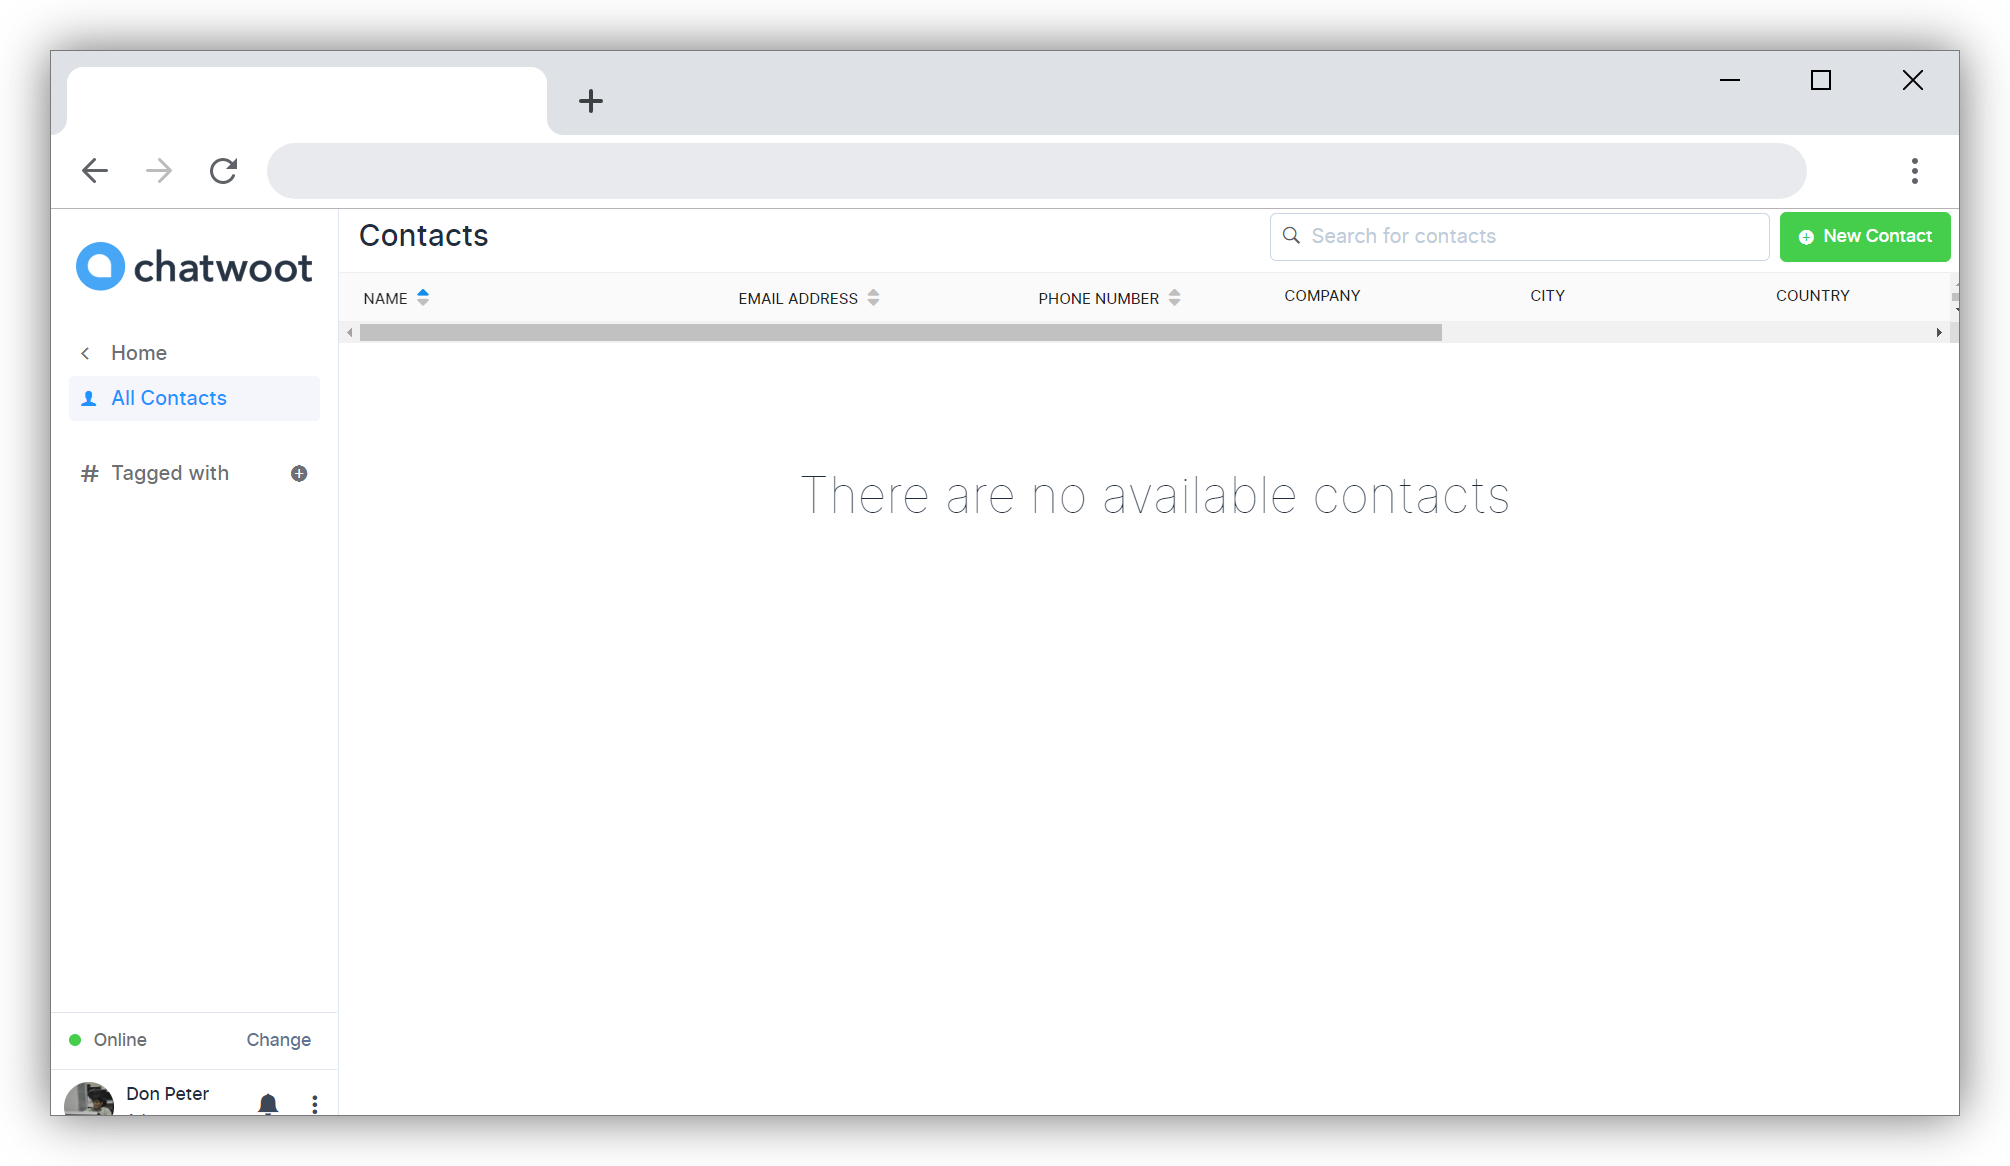 chatwoot
Home
All Contacts
Tagged with
Online Change
Don Peter
Contacts
Search for contacts
New Contact
NAME EMAIL ADDRESS PHONE NUMBER COMPANY CITY COUNTRY
There are no available contacts